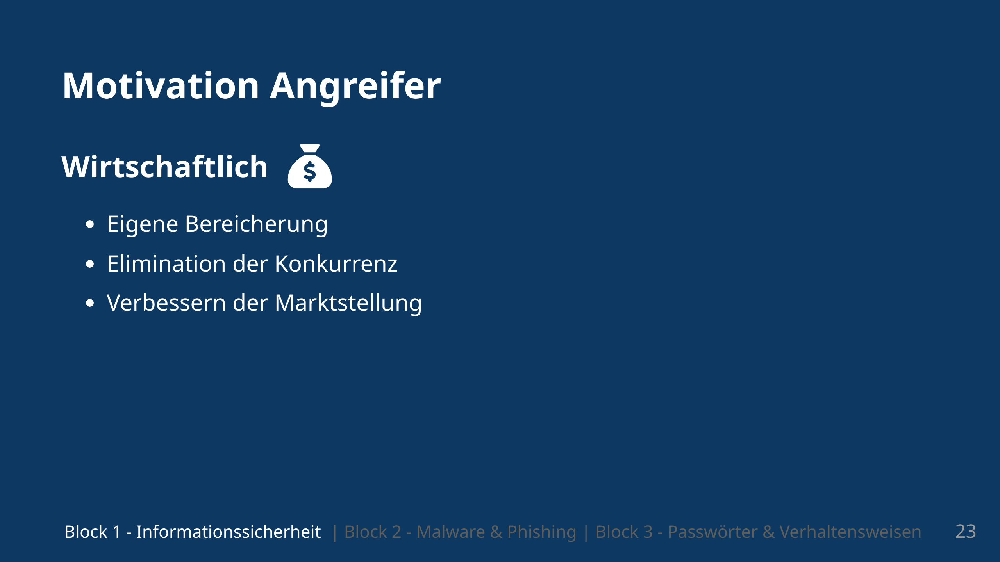 Motivation Angreifer
Wirtschaftlich
$
• Eigene Bereicherung
• Elimination der Konkurrenz
• Verbessern der Marktstellung
Block 1 - Informationssicherheit | Block 2 - Malware & Phishing | Block 3 - Passwörter & Verhaltensweisen 23